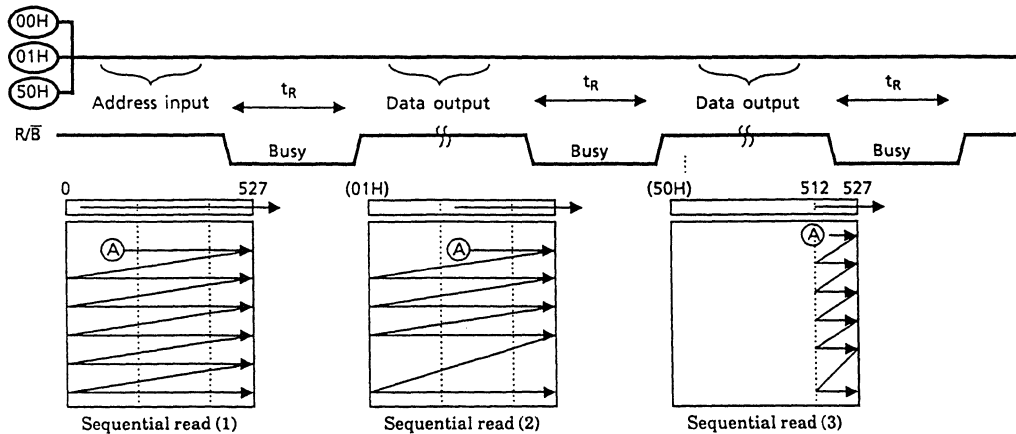 00H
01H
50H
Address input
tR
Data output
tR
Data output
tR
R/B̅
Busy
Busy
Busy
0 527
(01H)
(50H) 512 527
A
A
A
Sequential read (1)
Sequential read (2)
Sequential read (3)